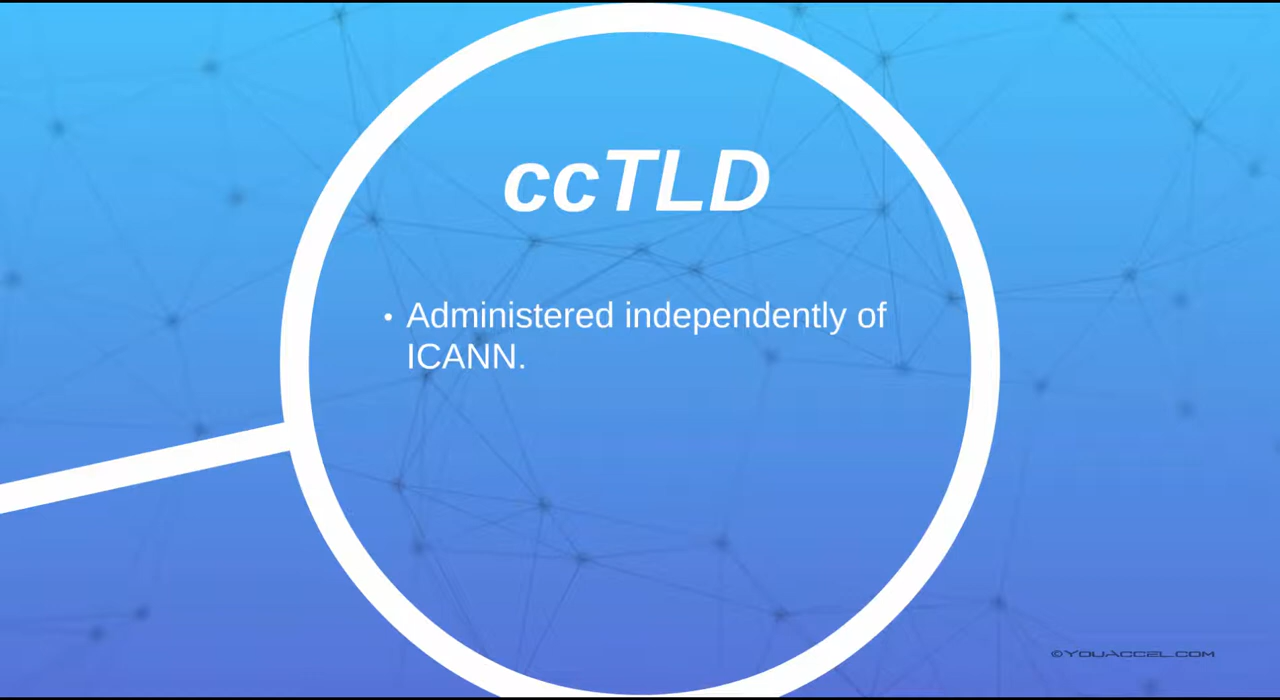 ccTLD
• Administered independently of
ICANN.
©YOUACCEL.COM